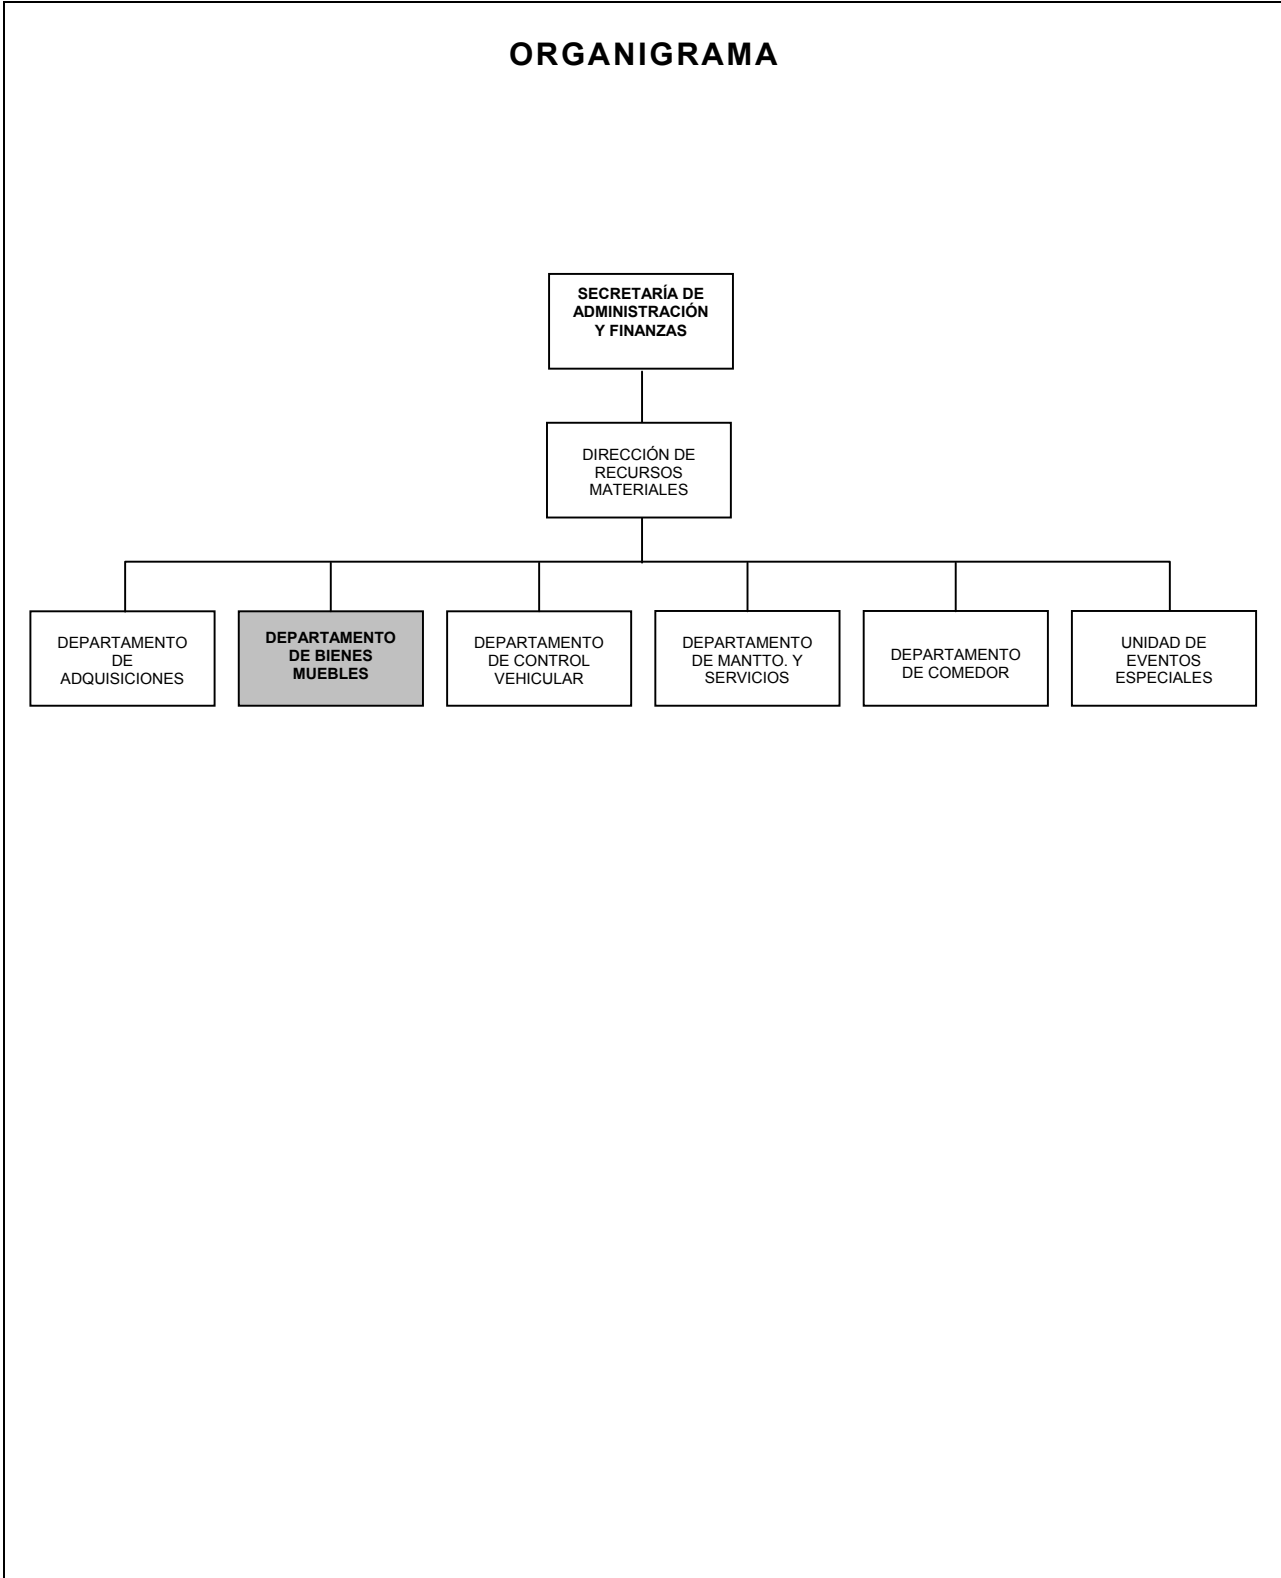 ORGANIGRAMA
SECRETARÍA DE
ADMINISTRACIÓN
Y FINANZAS
DIRECCIÓN DE
RECURSOS
MATERIALES
DEPARTAMENTO
DE
ADQUISICIONES
DEPARTAMENTO
DE BIENES
MUEBLES
DEPARTAMENTO
DE CONTROL
VEHICULAR
DEPARTAMENTO
DE MANTTO. Y
SERVICIOS
DEPARTAMENTO
DE COMEDOR
UNIDAD DE
EVENTOS
ESPECIALES